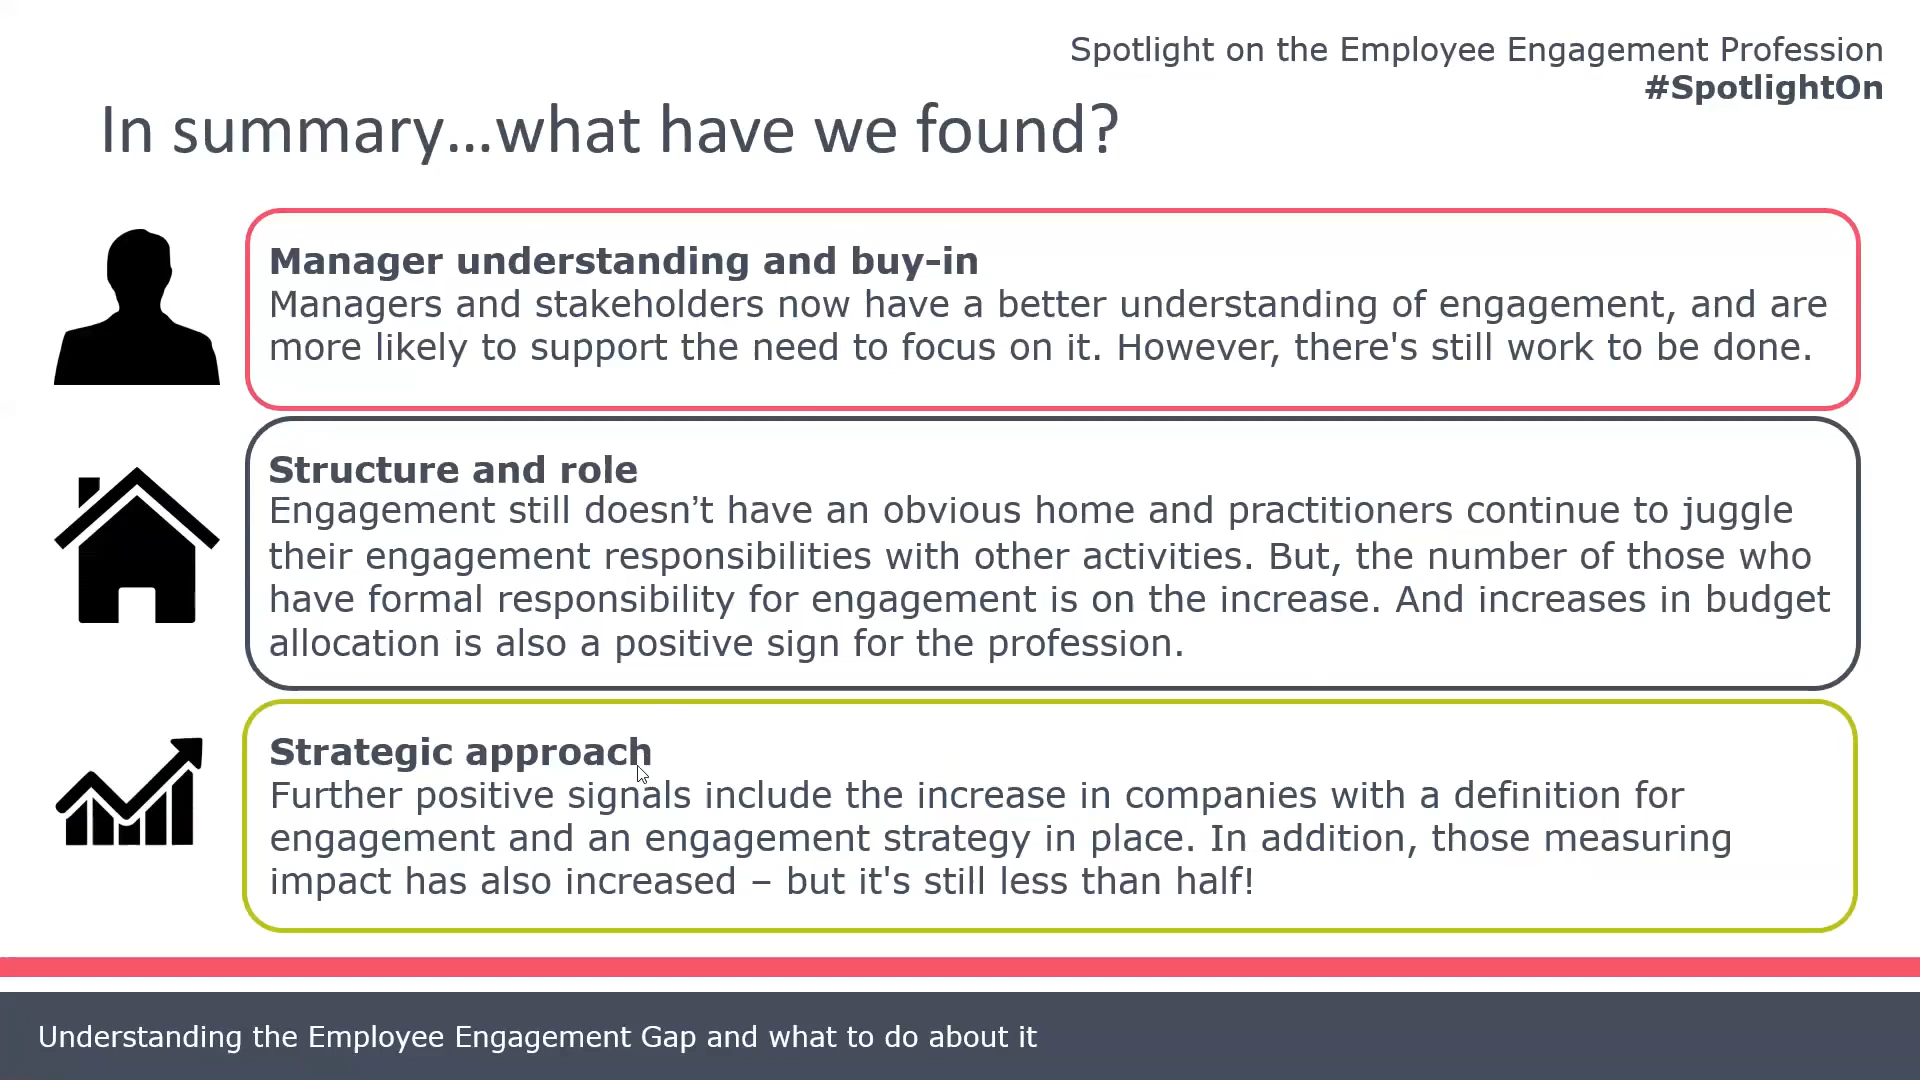 Spotlight on the Employee Engagement Profession
#SpotlightOn
In summary...what have we found?
Manager understanding and buy-in
Managers and stakeholders now have a better understanding of engagement, and are
more likely to support the need to focus on it. However, there's still work to be done.
Structure and role
Engagement still doesn’t have an obvious home and practitioners continue to juggle
their engagement responsibilities with other activities. But, the number of those who
have formal responsibility for engagement is on the increase. And increases in budget
allocation is also a positive sign for the profession.
Strategic approach
Further positive signals include the increase in companies with a definition for
engagement and an engagement strategy in place. In addition, those measuring
impact has also increased – but it's still less than half!
Understanding the Employee Engagement Gap and what to do about it